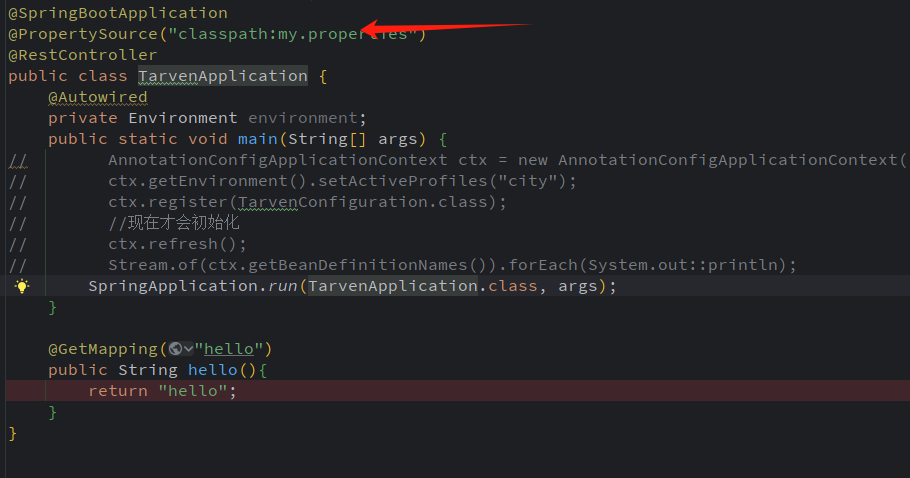 @SpringBootApplication
@PropertySource("classpath:my.properties")
@RestController
public class TarvenApplication {
@Autowired
private Environment environment;
public static void main(String[] args) {
// AnnotationConfigApplicationContext ctx = new AnnotationConfigApplicationContext(
// ctx.getEnvironment().setActiveProfiles("city");
// ctx.register(TarvenConfiguration.class);
// //现在才会初始化
// ctx.refresh();
// Stream.of(ctx.getBeanDefinitionNames()).forEach(System.out::println);
SpringApplication.run(TarvenApplication.class, args);
}
@GetMapping("hello")
public String hello(){
return "hello";
}
}